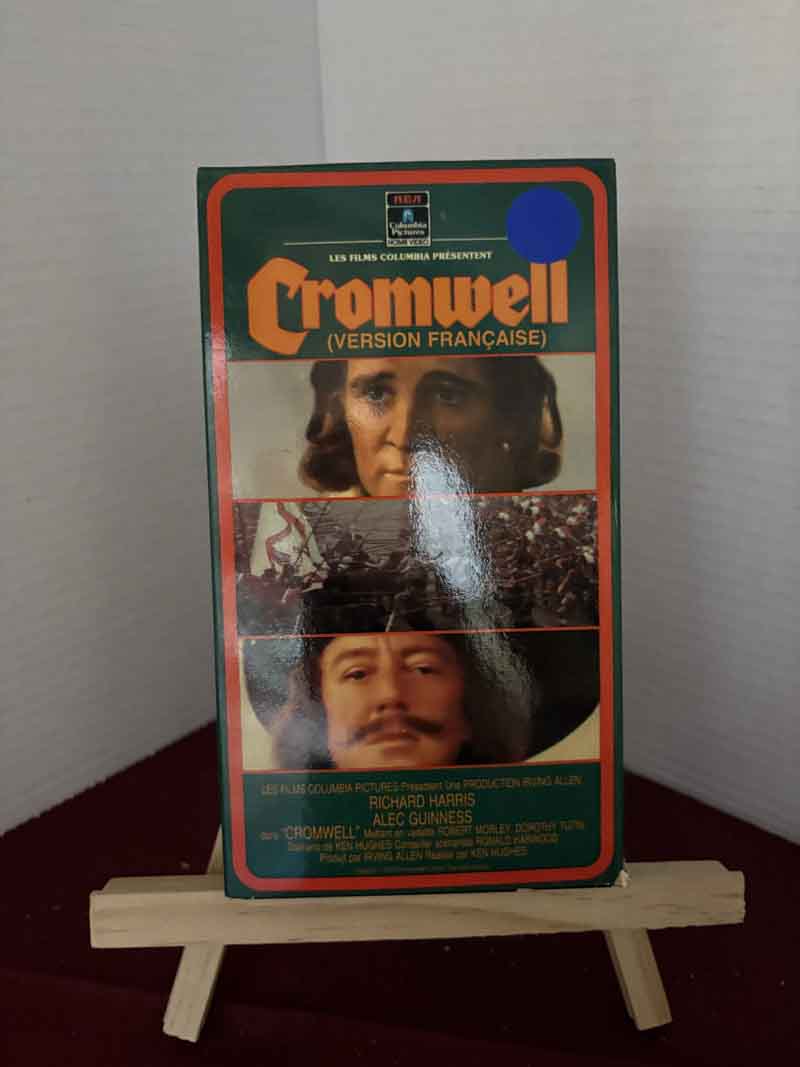 RCA
Columbia
Pictures
HOME VIDEO
LES FILMS COLUMBIA PRÉSENTENT
Cromwell
(VERSION FRANÇAISE)
LES FILMS COLUMBIA PICTURES Présentent Une PRODUCTION IRVING ALLEN
RICHARD HARRIS
ALEC GUINNESS
dans "CROMWELL" Mettant en vedette ROBERT MORLEY, DOROTHY TUTIN
Scénario de KEN HUGHES Conseiller scénariste RONALD HARWOOD
Produit par IRVING ALLEN Réalisé par KEN HUGHES